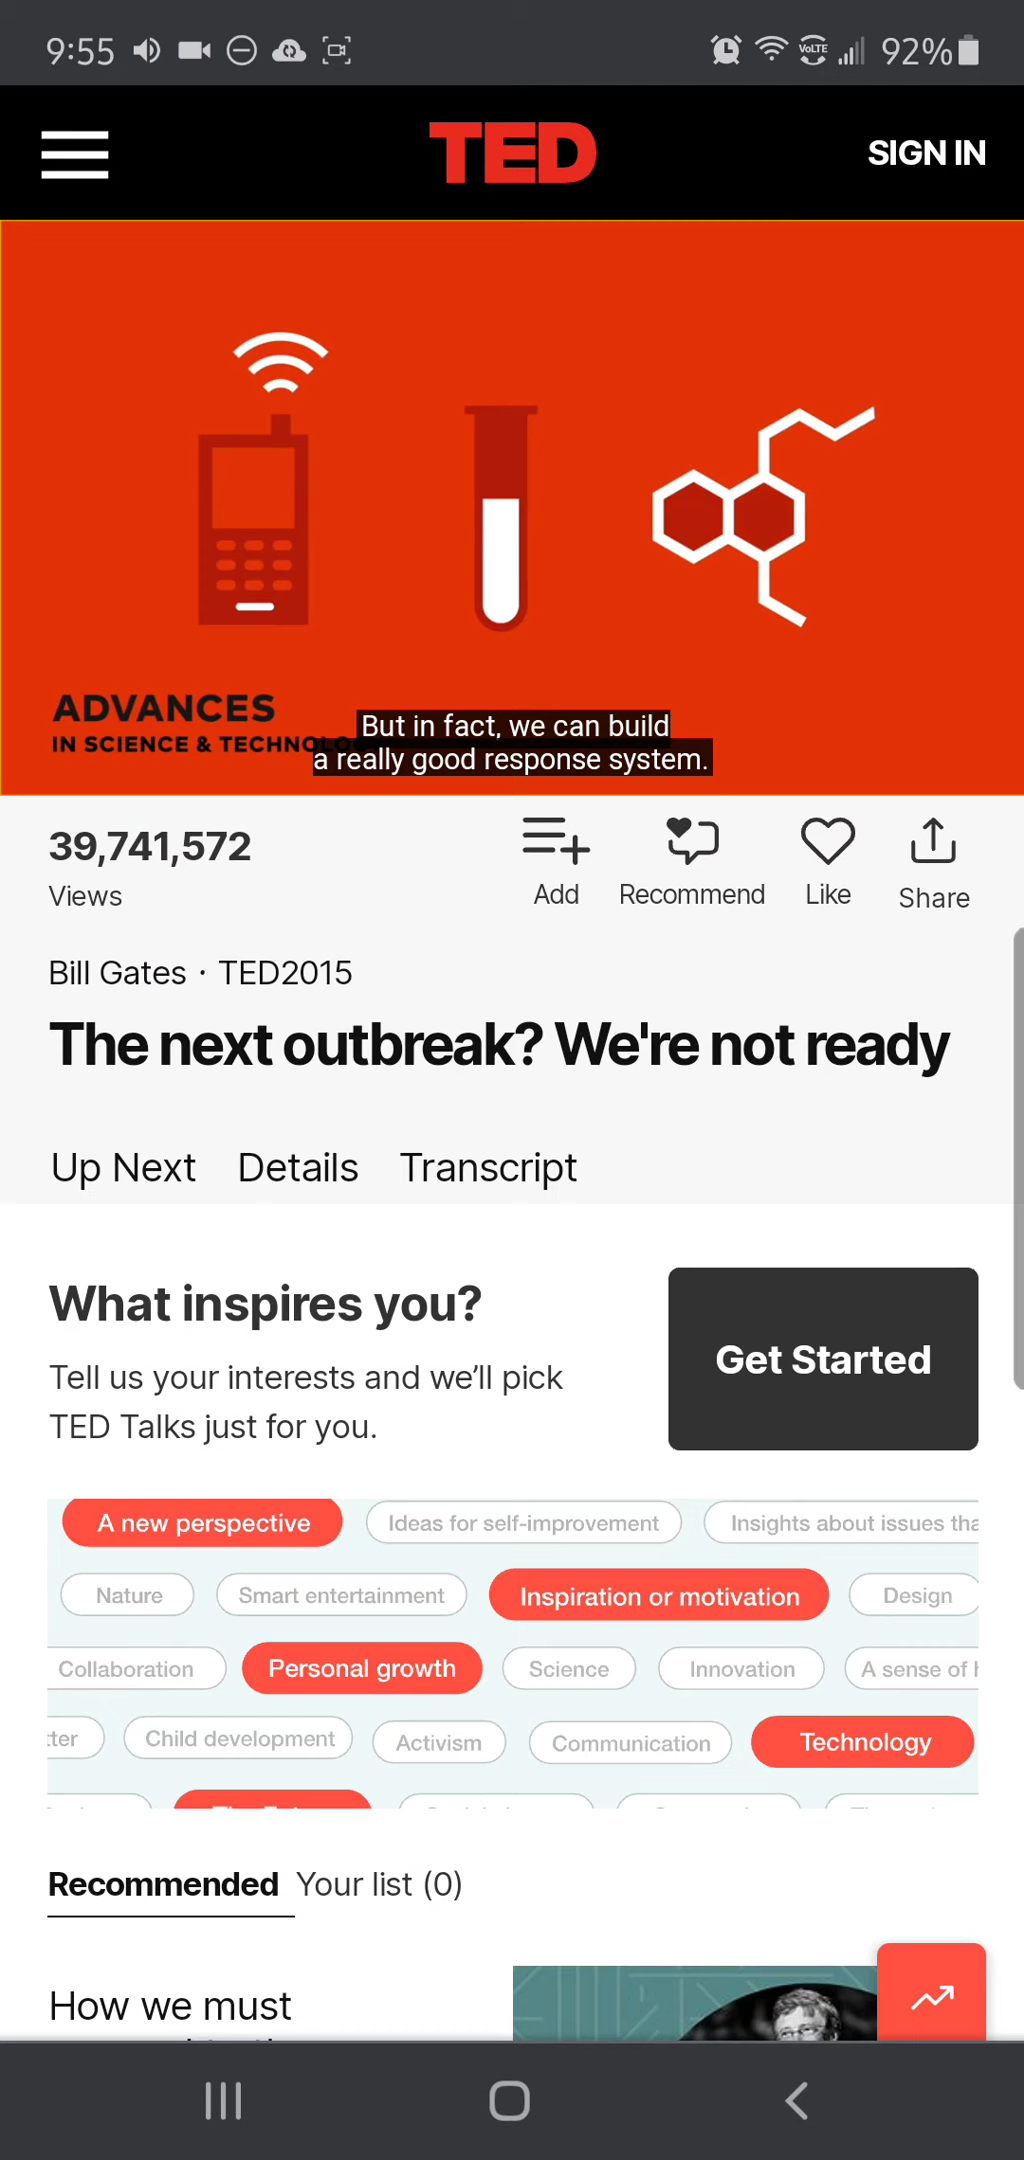 9:55
VoLTE
92%
TED
SIGN IN
ADVANCES
IN SCIENCE & TECHNOLOG
But in fact, we can build
a really good response system.
39,741,572
Views
Add
Recommend
Like
Share
Bill Gates · TED2015
The next outbreak? We're not ready
Up Next Details Transcript
What inspires you?
Tell us your interests and we'll pick
TED Talks just for you.
Get Started
A new perspective Ideas for self-improvement Insights about issues tha
Nature Smart entertainment Inspiration or motivation Design
Collaboration Personal growth Science Innovation A sense of
tter Child development Activism Communication Technology
Recommended Your list (0)
How we must